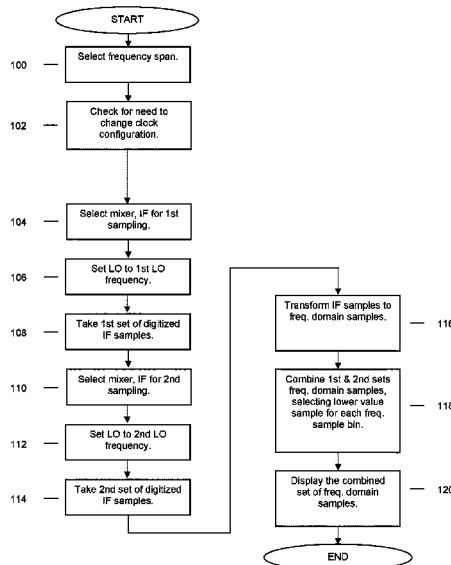 START
100
Select frequency span.
102
Check for need to
change clock
configuration.
104
Select mixer, IF for 1st
sampling.
106
Set LO to 1st LO
frequency.
108
Take 1st set of digitized
IF samples.
110
Select mixer, IF for 2nd
sampling.
112
Set LO to 2nd LO
frequency.
114
Take 2nd set of digitized
IF samples.
Transform IF samples to
freq. domain samples.
116
Combine 1st & 2nd sets
freq. domain samples,
selecting lower value
sample for each freq.
sample bin.
118
Display the combined
set of freq. domain
samples.
120
END